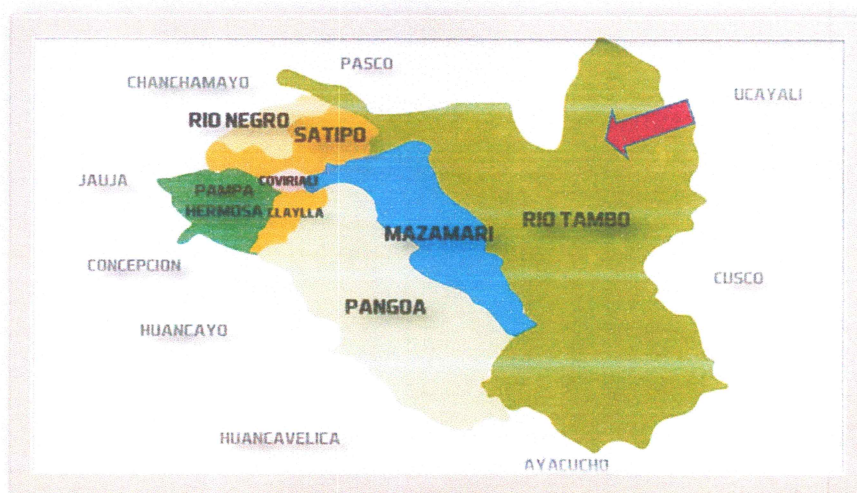 PASCO
CHANCHAMAYO
UCAYALI
RIO NEGRO
SATIPO
JAUJA
COVIRIALI
PAMPA
HERMOSA
LLAYLLA
RIO TAMBO
MAZAMARI
CONCEPCION
CUSCO
PANGOA
HUANCAYO
HUANCAVELICA
AYACUCHO